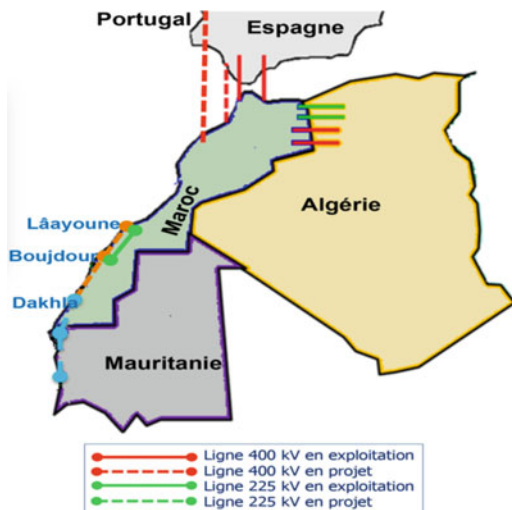 Portugal
Espagne
Maroc
Algérie
Lâayoune
Boujdour
Dakhla
Mauritanie
Ligne 400 kV en exploitation
Ligne 400 kV en projet
Ligne 225 kV en exploitation
Ligne 225 kV en projet